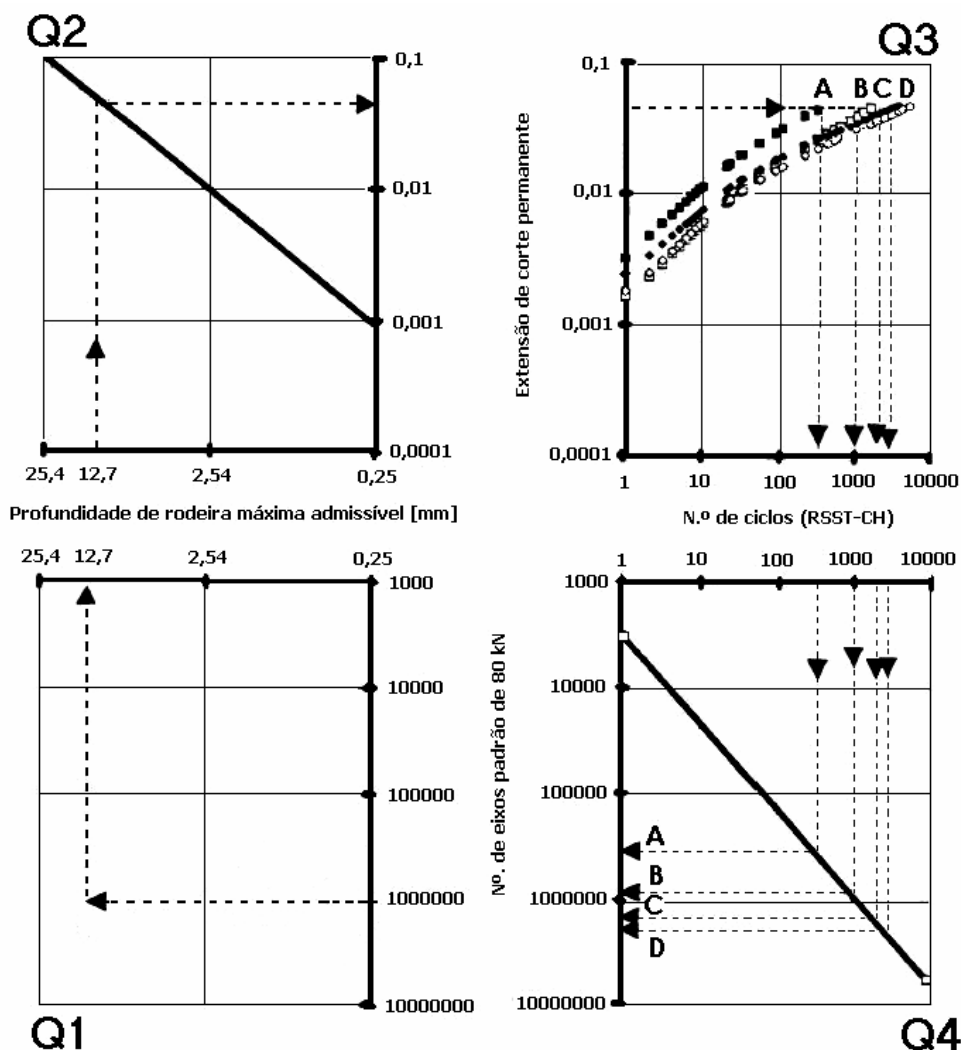 Q2
Q3
0,1
0,01
0,001
0,0001
25,4 12,7 2,54 0,25
Profundidade de rodeira máxima admissível [mm]
0,1
0,01
0,001
0,0001
Extensão de corte permanente
A B C D
1 10 100 1000 10000
N.º de ciclos (RSST-CH)
25,4 12,7 2,54 0,25
1000
10000
100000
1000000
10000000
Q1
1 10 100 1000 10000
1000
10000
100000
1000000
10000000
Nº. de eixos padrão de 80 kN
A
B
C
D
Q4